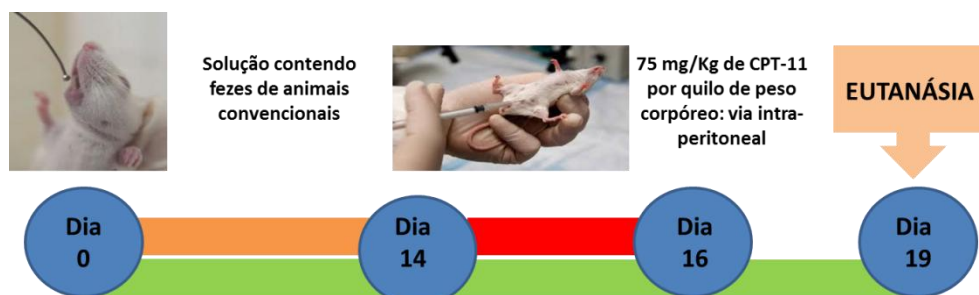 Solução contendo
fezes de animais
convencionais
75 mg/Kg de CPT-11
por quilo de peso
corpóreo: via intra-
peritoneal
EUTANÁSIA
Dia
0
Dia
14
Dia
16
Dia
19